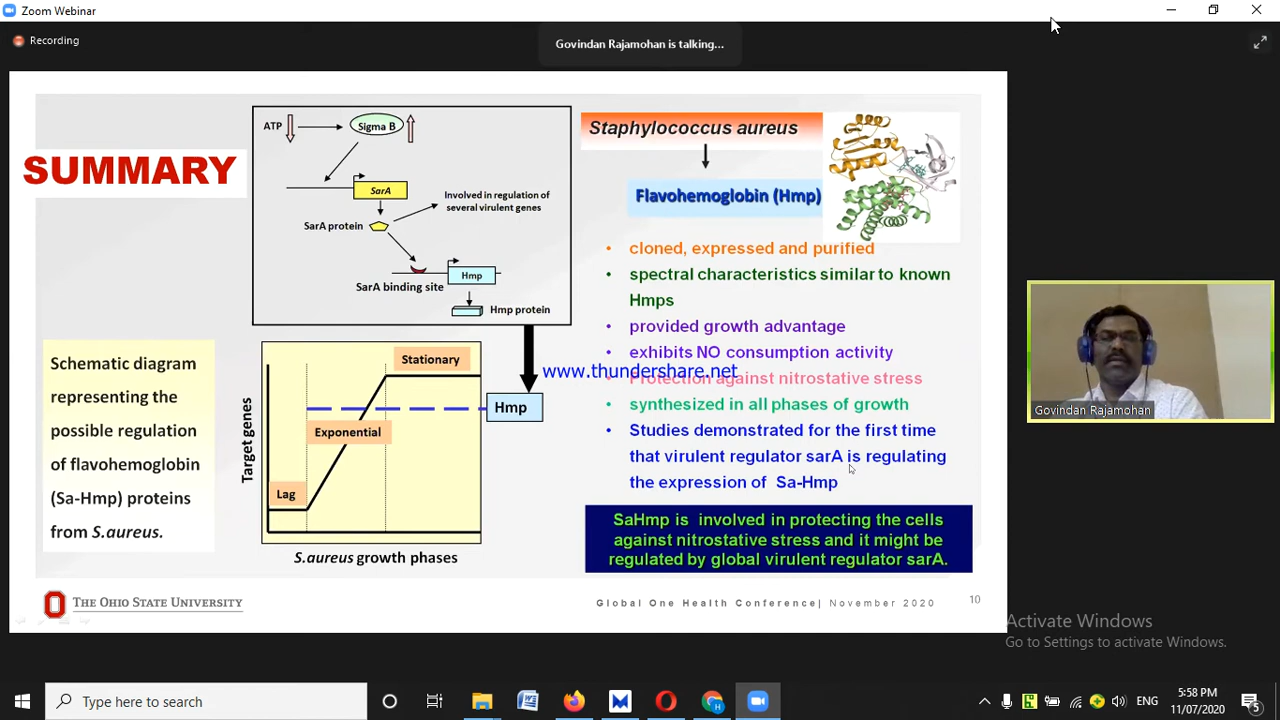 Zoom Webinar
Recording
Govindan Rajamohan is talking...
SUMMARY
ATP
Sigma B
SarA
SarA protein
Involved in regulation of
several virulent genes
SarA binding site
Hmp
Hmp protein
Staphylococcus aureus
Flavohemoglobin (Hmp)
• cloned, expressed and purified
• spectral characteristics similar to known
Hmps
• provided growth advantage
• exhibits NO consumption activity
• Protection against nitrostative stress
• synthesized in all phases of growth
• Studies demonstrated for the first time
that virulent regulator sarA is regulating
the expression of Sa-Hmp
www.thundershare.net
SaHmp is involved in protecting the cells
against nitrostative stress and it might be
regulated by global virulent regulator sarA.
Schematic diagram
representing the
possible regulation
of flavohemoglobin
(Sa-Hmp) proteins
from S.aureus.
Target genes
Stationary
Exponential
Lag
Hmp
S.aureus growth phases
THE OHIO STATE UNIVERSITY
Global One Health Conference| November 2020
10
Govindan Rajamohan
Activate Windows
Go to Settings to activate Windows.
Type here to search
ENG
5:58 PM
11/07/2020
5